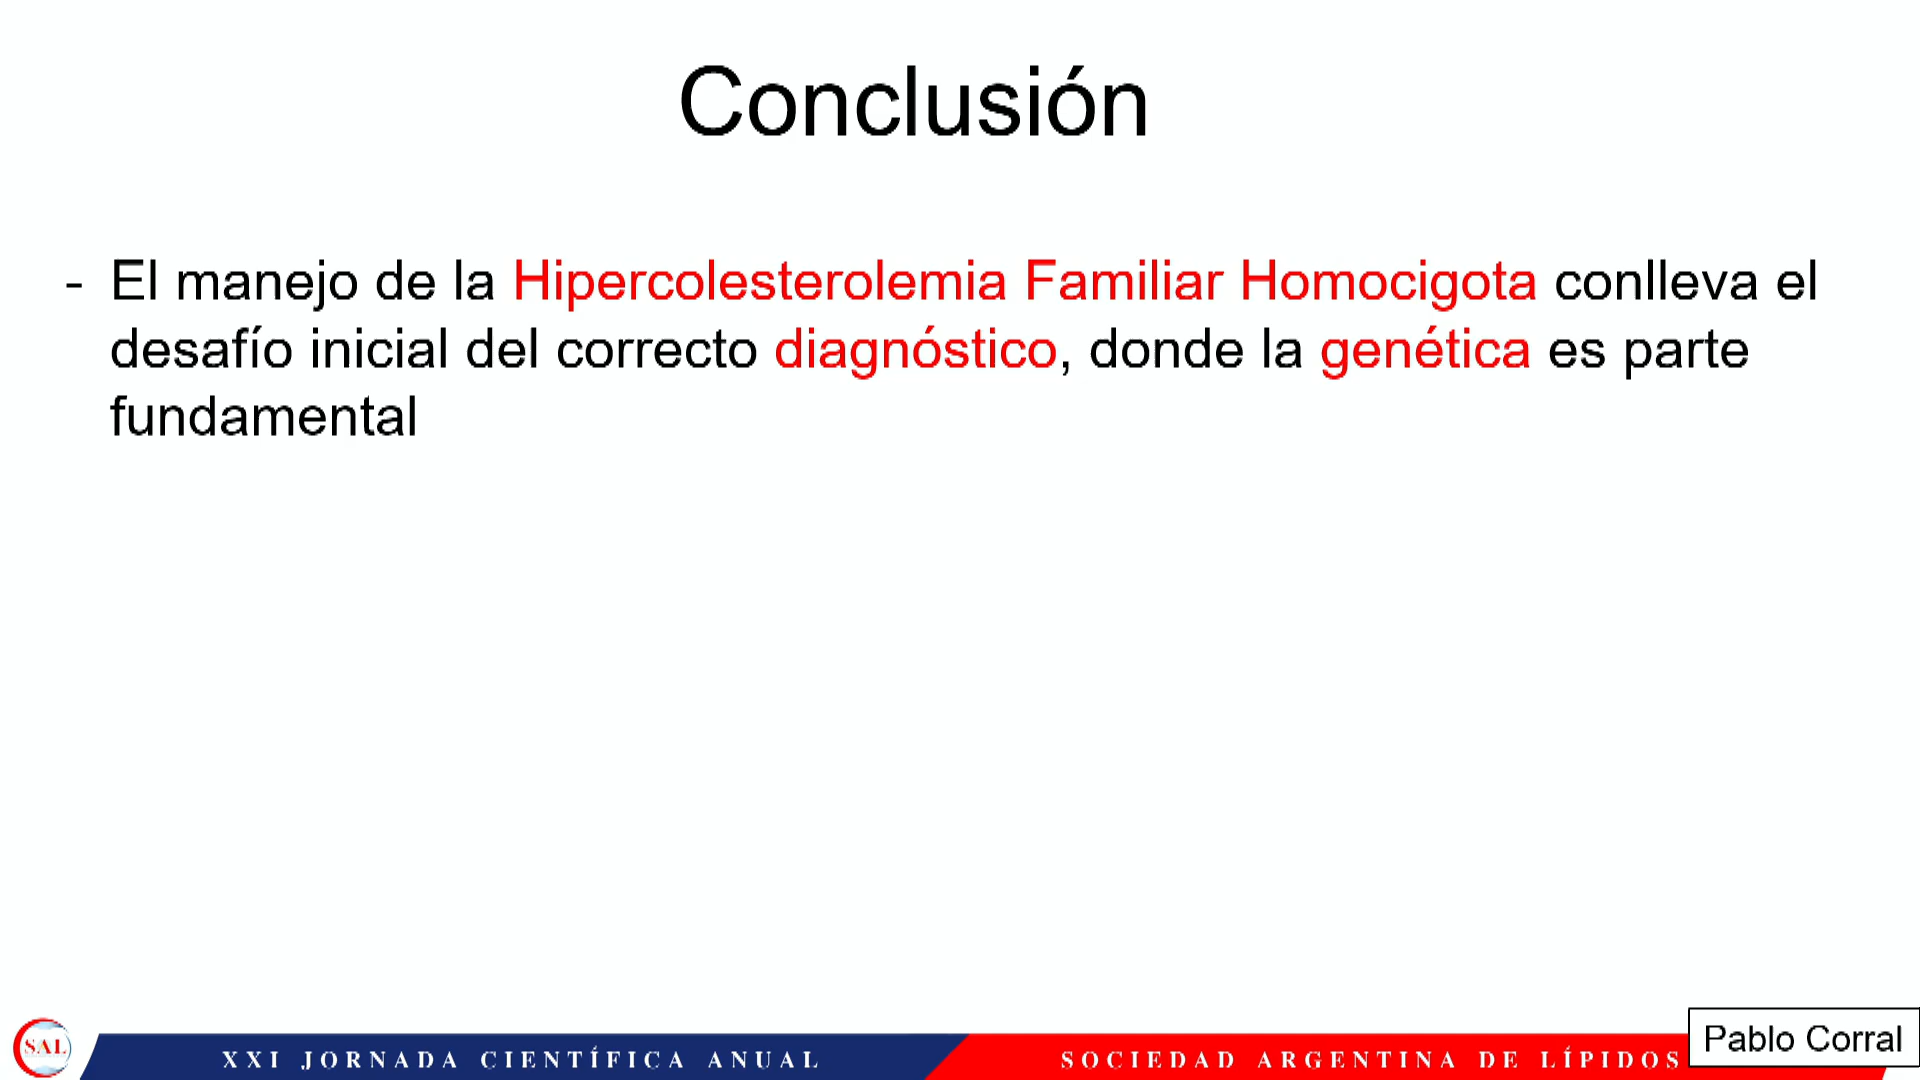 Conclusión
- El manejo de la Hipercolesterolemia Familiar Homocigota conlleva el
desafío inicial del correcto diagnóstico, donde la genética es parte
fundamental
SAL
XXI JORNADA CIENTÍFICA ANUAL
SOCIEDAD ARGENTINA DE LÍPIDOS
Pablo Corral